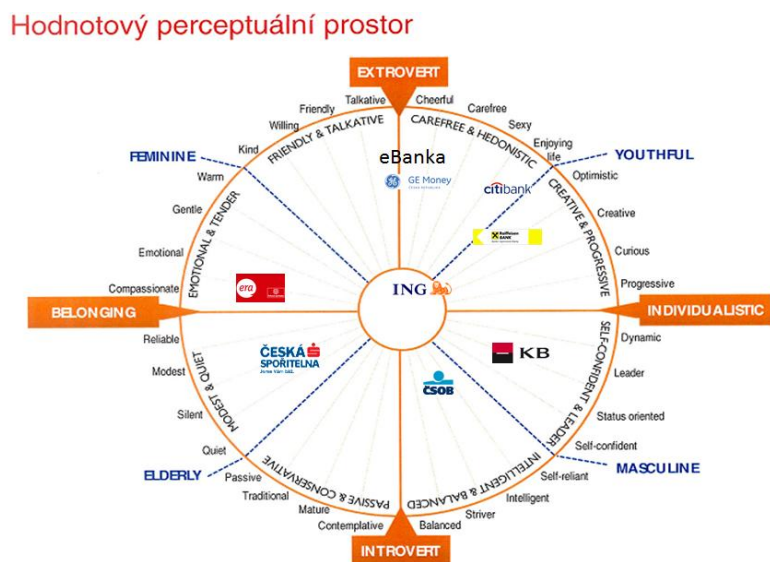 Hodnotový perceptuální prostor
EXTROVERT
Talkative
Cheerful
Friendly
Carefree
Willing
Sexy
Kind
Enjoying
life
FEMININE
YOUTHFUL
FRIENDLY & TALKATIVE
CAREFREE & HEDONISTIC
eBanka
GE Money
citibank
Warm
Optimistic
Gentle
Creative
Emotional
Curious
Compassionate
Progressive
EMOTIONAL & TENDER
CREATIVE & PROGRESSIVE
Raiffeisen
BANK
era
ING
BELONGING
INDIVIDUALISTIC
Reliable
Dynamic
Modest
Leader
Silent
Status oriented
Quiet
Self-confident
MODEST & QUIET
SELF-CONFIDENT & LEADER
ČESKÁ
SPOŘITELNA
KB
ČSOB
ELDERLY
MASCULINE
PASSIVE & CONSERVATIVE
INTELLIGENT & BALANCED
Passive
Self-reliant
Traditional
Intelligent
Mature
Striver
Contemplative
Balanced
INTROVERT